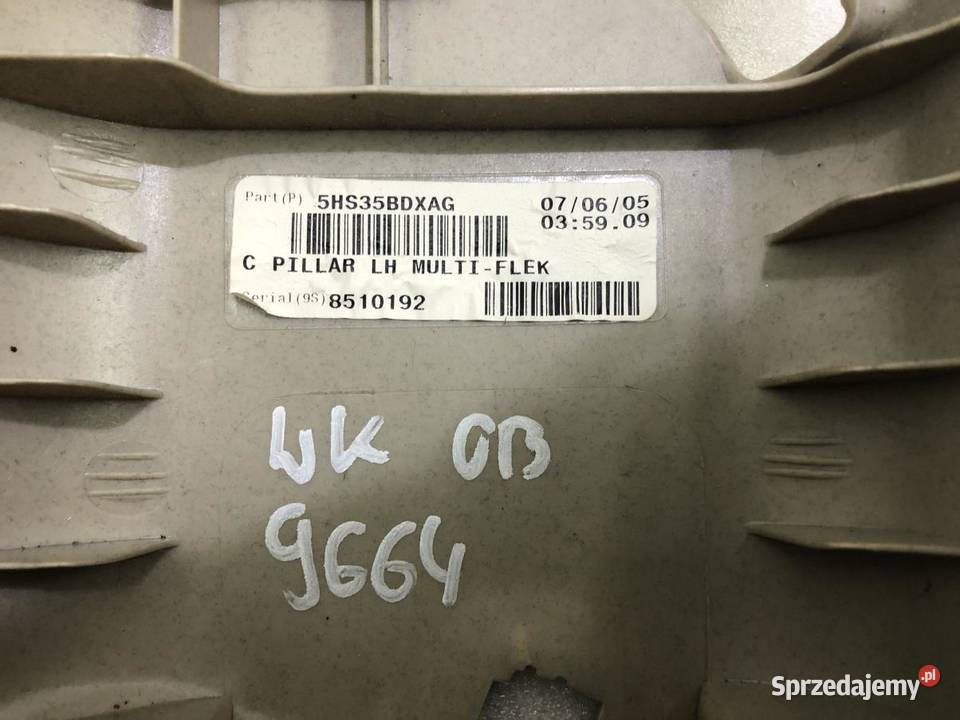 Part(P) 5HS35BDXAG 07/06/05
03:59.09
C PILLAR LH MULTI-FLEK
Serial(9S) 8510192
WK OB
9664
Sprzedajemy.pl